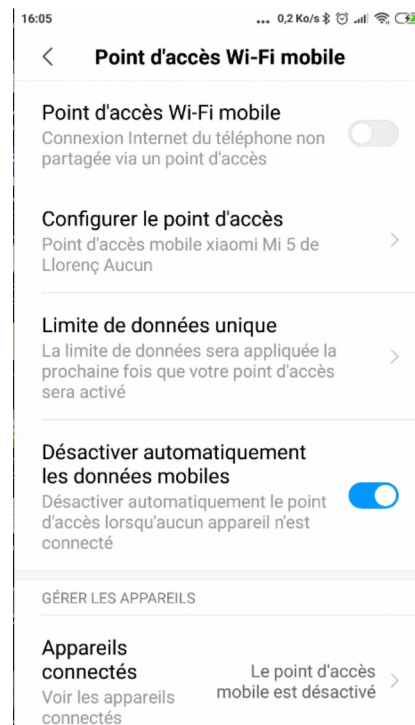 16:05 ... 0,2 Ko/s
Point d'accès Wi-Fi mobile
Point d'accès Wi-Fi mobile
Connexion Internet du téléphone non
partagée via un point d'accès
Configurer le point d'accès
Point d'accès mobile xiaomi Mi 5 de
Llorenç Aucun
Limite de données unique
La limite de données sera appliquée la
prochaine fois que votre point d'accès
sera activé
Désactiver automatiquement
les données mobiles
Désactiver automatiquement le point
d'accès lorsqu'aucun appareil n'est
connecté
GÉRER LES APPAREILS
Appareils
connectés
Voir les appareils
connectés
Le point d'accès
mobile est désactivé